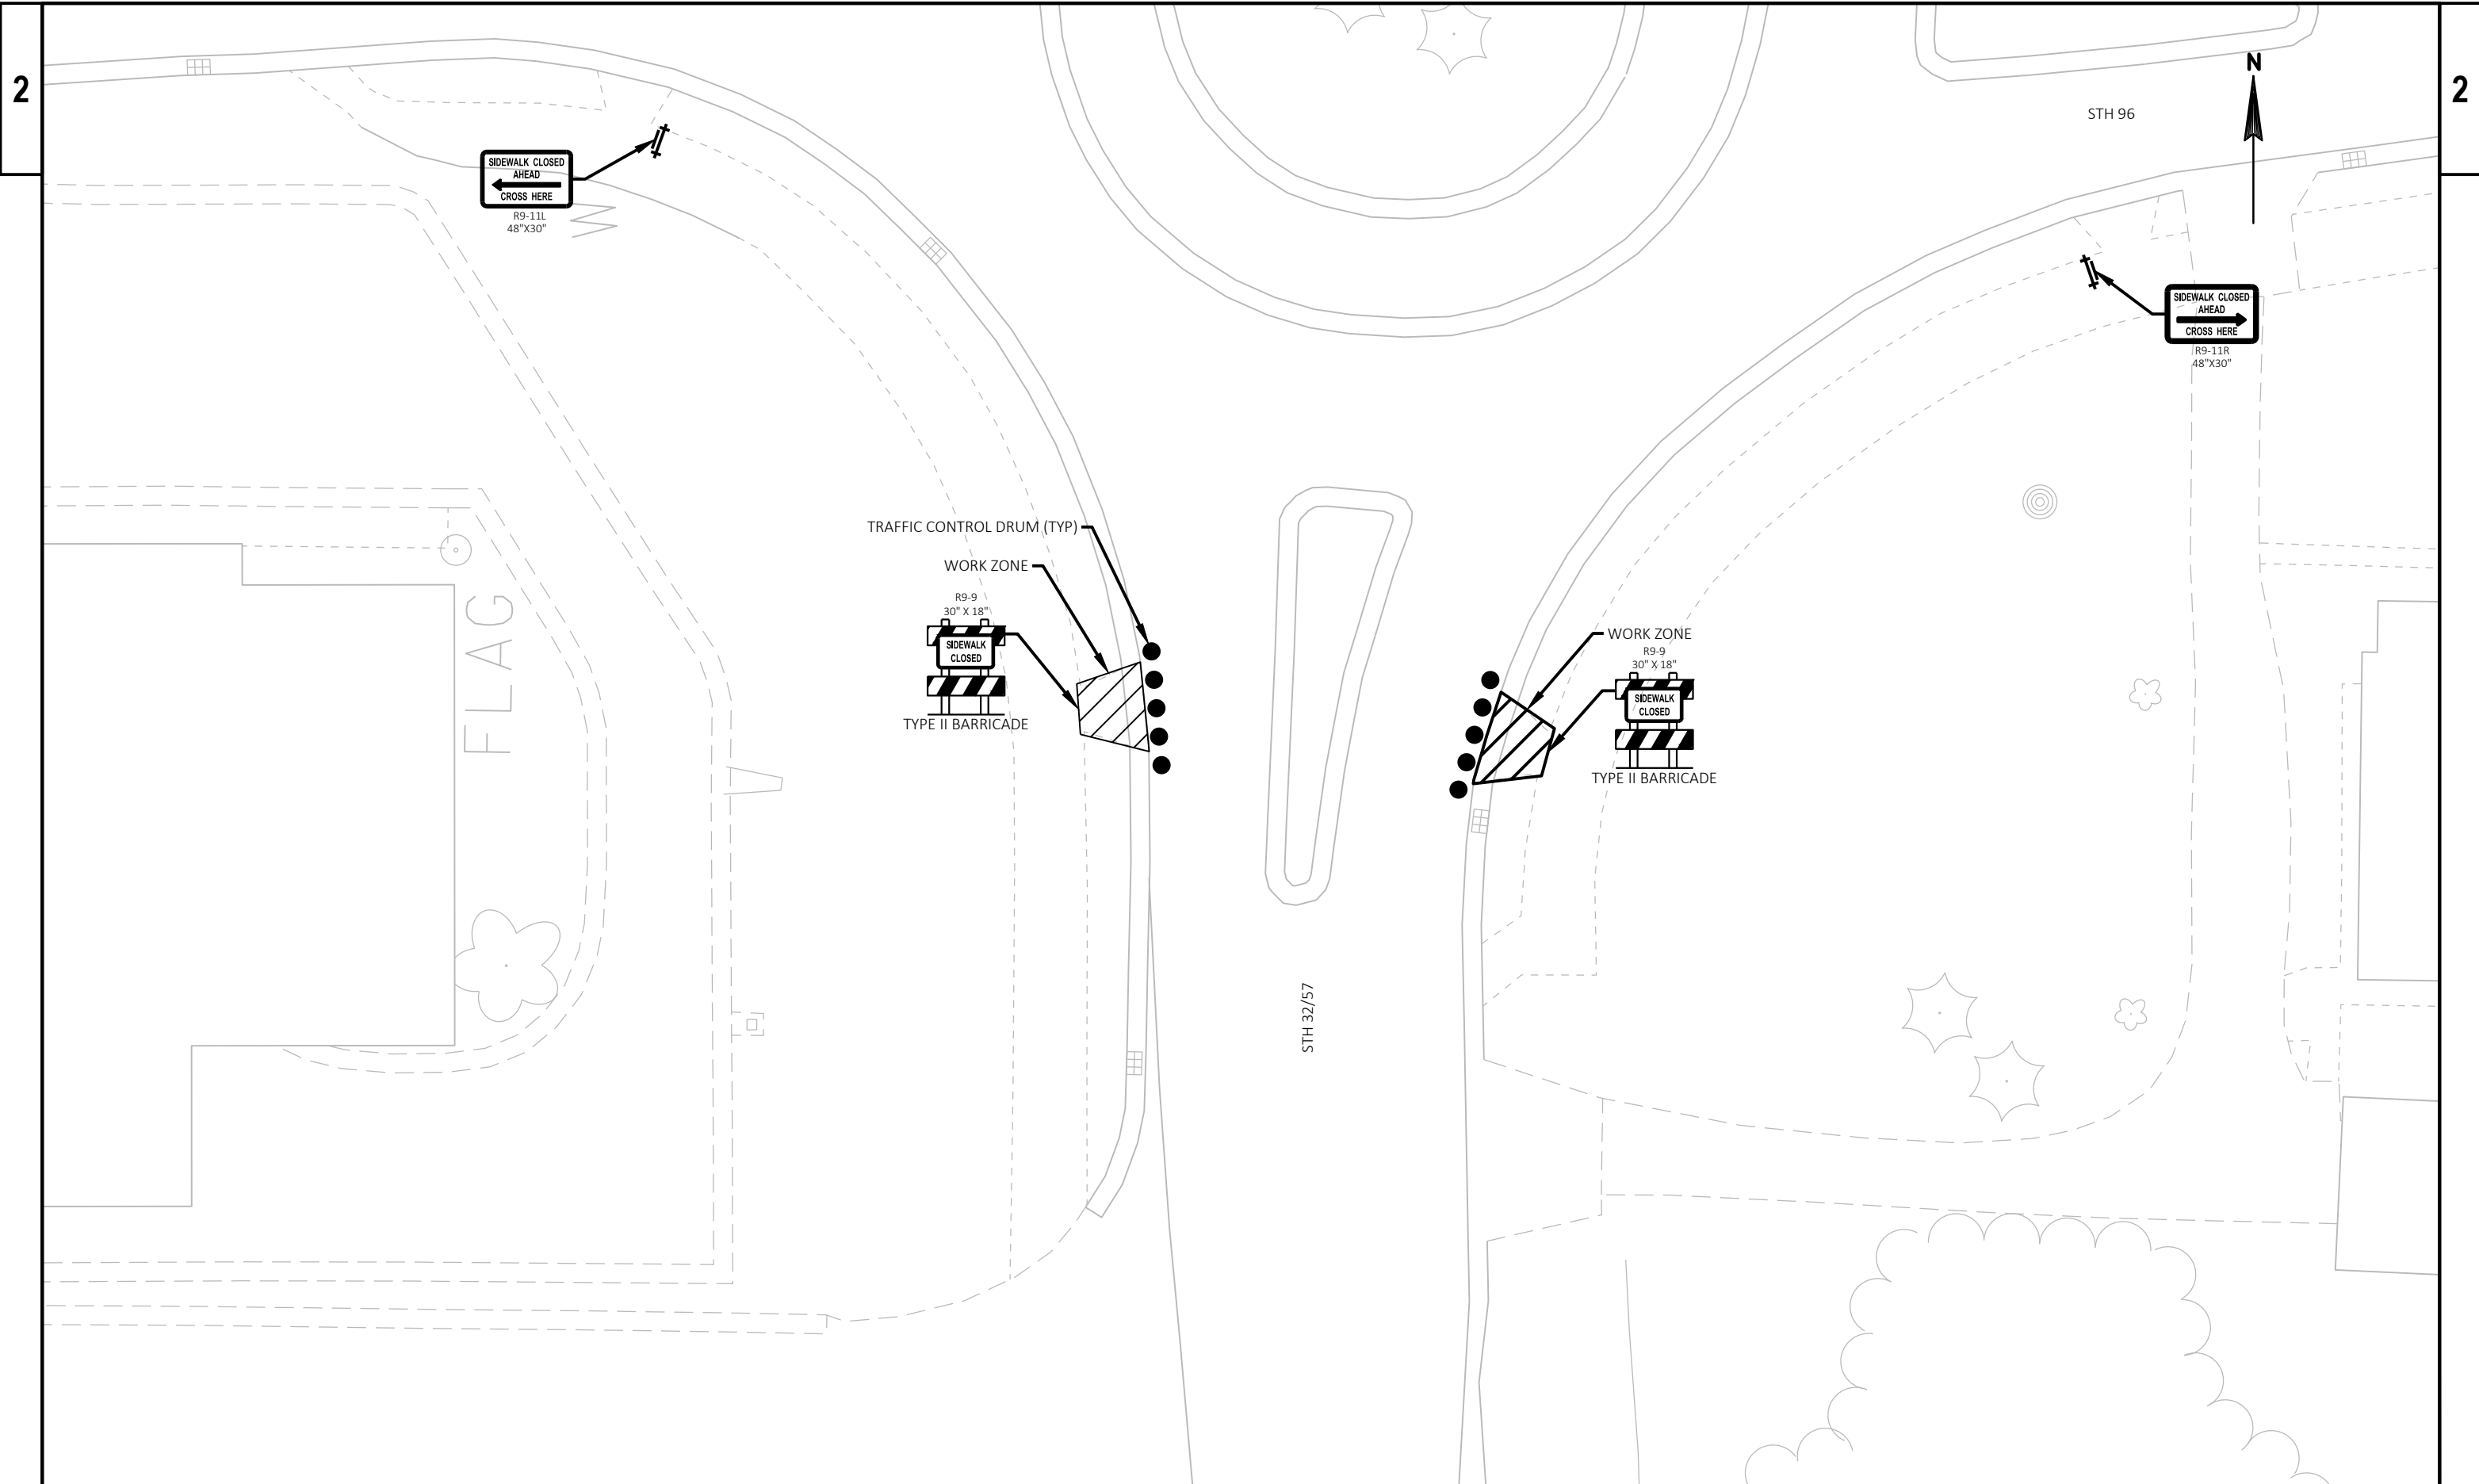 2
2
N
STH 96
SIDEWALK CLOSED
AHEAD
CROSS HERE
R9-11L
48"X30"
W
SIDEWALK CLOSED
AHEAD
CROSS HERE
R9-11R
48"X30"
TRAFFIC CONTROL DRUM (TYP)
WORK ZONE
R9-9
30" X 18"
SIDEWALK
CLOSED
TYPE II BARRICADE
WORK ZONE
R9-9
30" X 18"
SIDEWALK
CLOSED
TYPE II BARRICADE
FLAG
STH 32/57